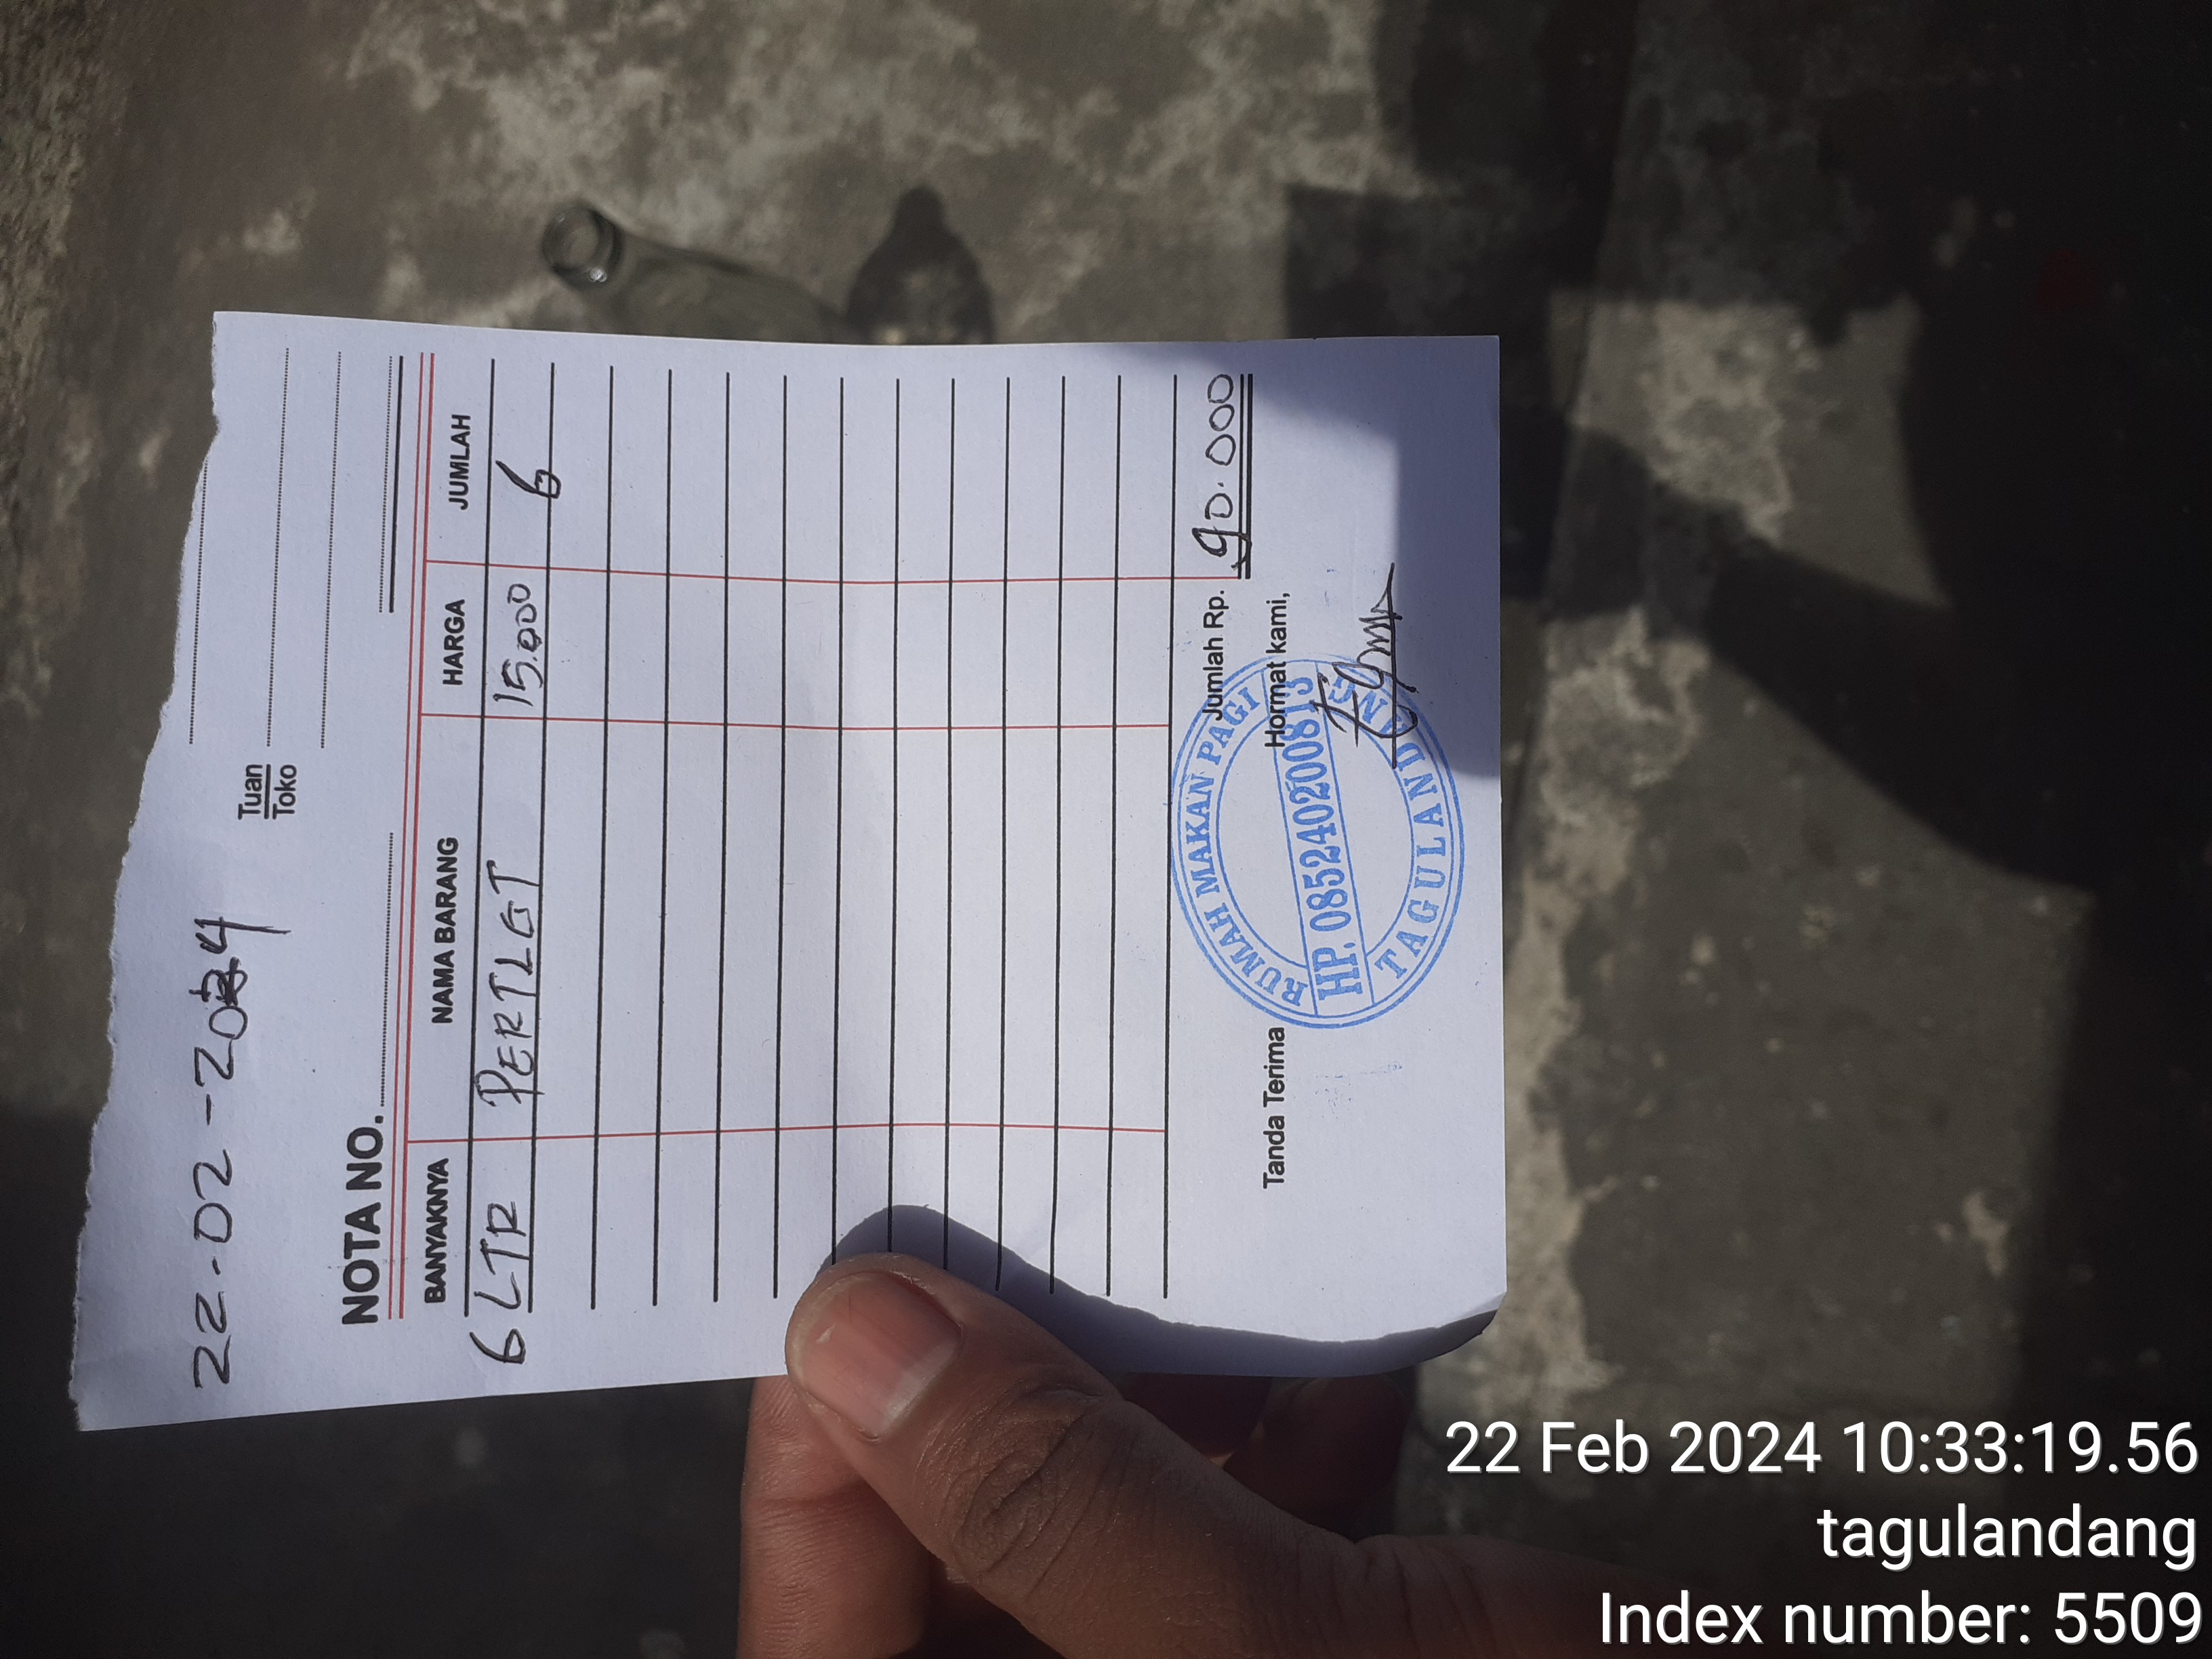 22-02-2024
Tuan
Toko
NOTA NO.
BANYAKNYA NAMA BARANG HARGA JUMLAH
6 LTR PERTLET 15.000 6
Jumlah Rp. 90.000
Tanda Terima Hormat kami,
RUMAH MAKAN PAGI
HP. 085240200813
TAGULANDANG
22 Feb 2024 10:33:19.56
tagulandang
Index number: 5509